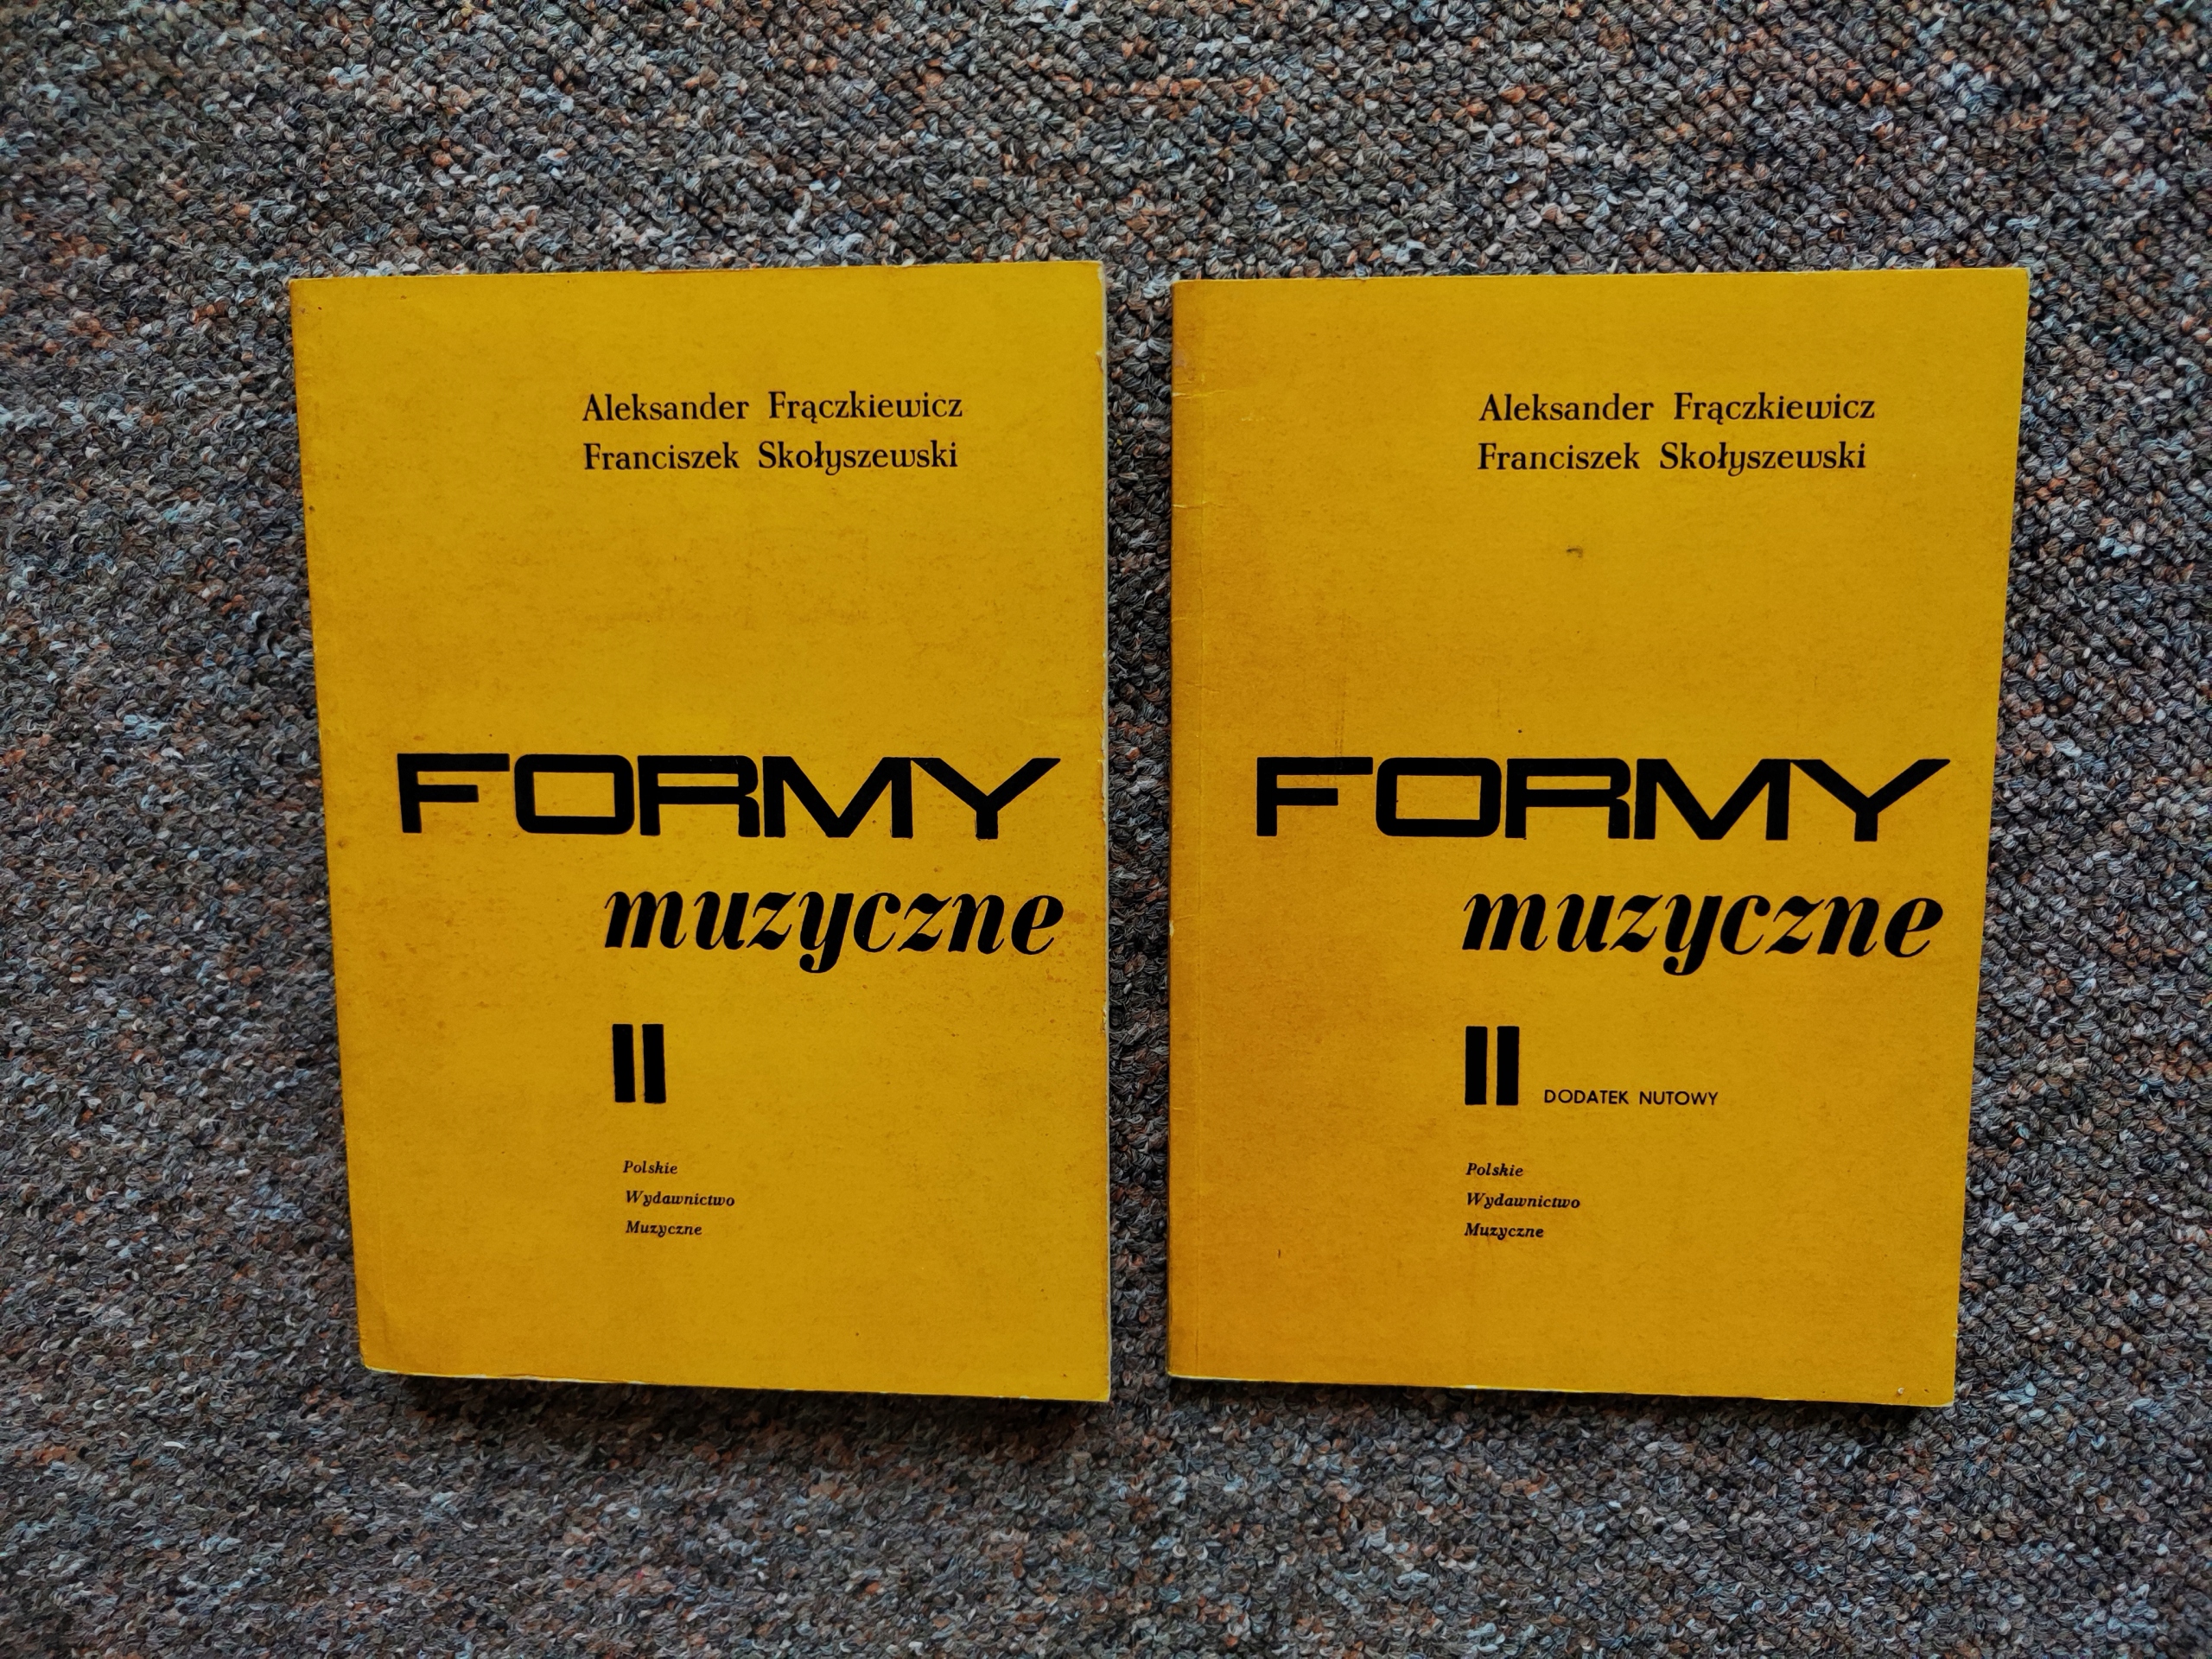 Aleksander Frączkiewicz
Franciszek Skołyszewski
FORMY
muzyczne
II
Polskie
Wydawnictwo
Muzyczne
Aleksander Frączkiewicz
Franciszek Skołyszewski
FORMY
muzyczne
II DODATEK NUTOWY
Polskie
Wydawnictwo
Muzyczne